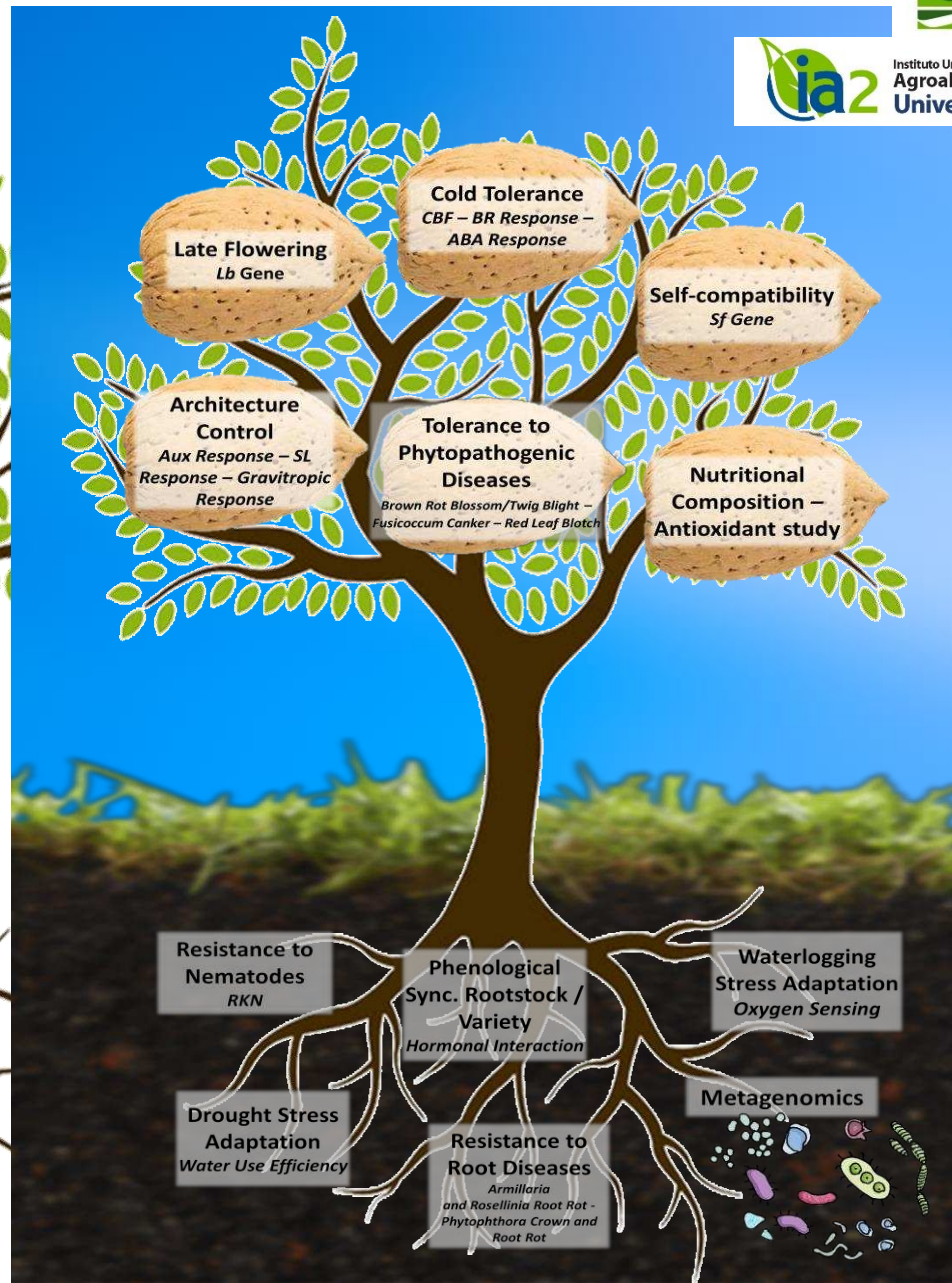 ia2
Instituto
Late Flowering
Lb Gene
Cold Tolerance
CBF – BR Response –
ABA Response
Self-compatibility
Sf Gene
Architecture
Control
Aux Response – SL
Response – Gravitropic
Response
Tolerance to
Phytopathogenic
Diseases
Brown Rot Blossom/Twig Blight –
Fusicoccum Canker – Red Leaf Blotch
Nutritional
Composition –
Antioxidant study
Resistance to
Nematodes
RKN
Phenological
Sync. Rootstock /
Variety
Hormonal Interaction
Waterlogging
Stress Adaptation
Oxygen Sensing
Drought Stress
Adaptation
Water Use Efficiency
Resistance to
Root Diseases
Armillaria
and Rosellinia Root Rot -
Phytophthora Crown and
Root Rot
Metagenomics